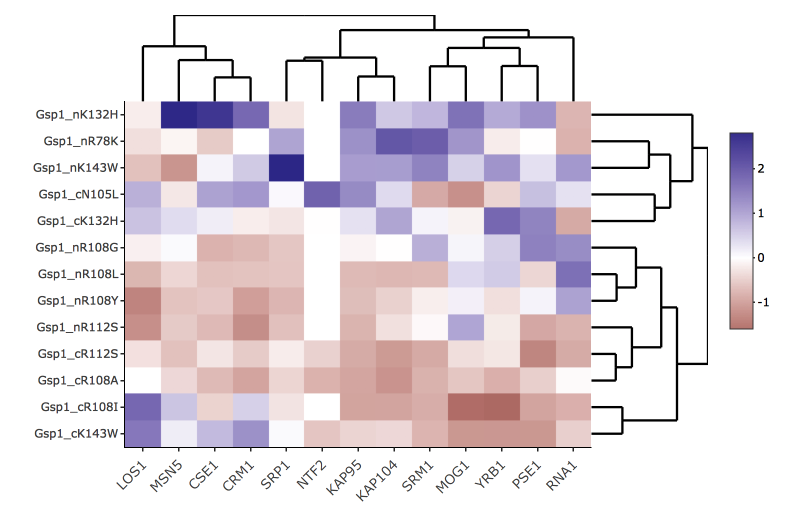 Gsp1_nK132H
Gsp1_nR78K
Gsp1_nK143W
Gsp1_cN105L
Gsp1_cK132H
Gsp1_nR108G
Gsp1_nR108L
Gsp1_nR108Y
Gsp1_nR112S
Gsp1_cR112S
Gsp1_cR108A
Gsp1_cR108I
Gsp1_cK143W
LOS1
MSN5
CSE1
CRM1
SRP1
NTF2
KAP95
KAP104
SRM1
MOG1
YRB1
PSE1
RNA1
2
1
0
-1